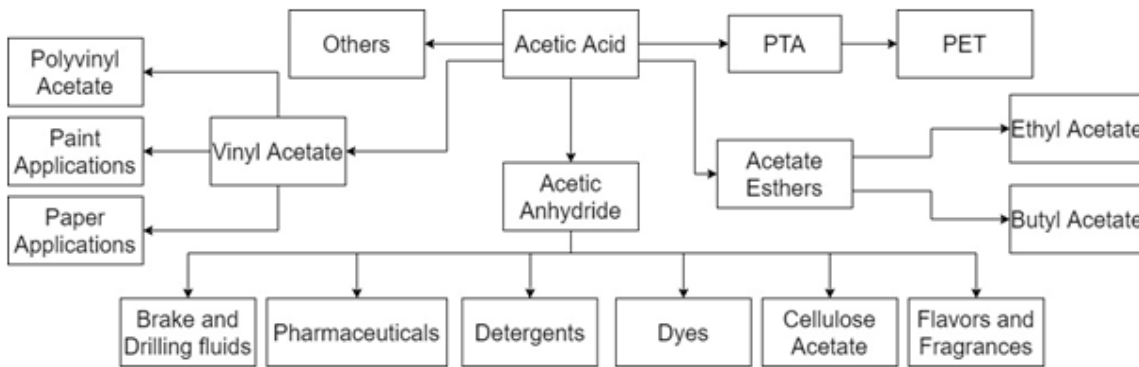 Others
Acetic Acid
PTA
PET
Polyvinyl
Acetate
Paint
Applications
Paper
Applications
Vinyl Acetate
Acetic
Anhydride
Acetate
Esthers
Ethyl Acetate
Butyl Acetate
Brake and
Drilling fluids
Pharmaceuticals
Detergents
Dyes
Cellulose
Acetate
Flavors and
Fragrances